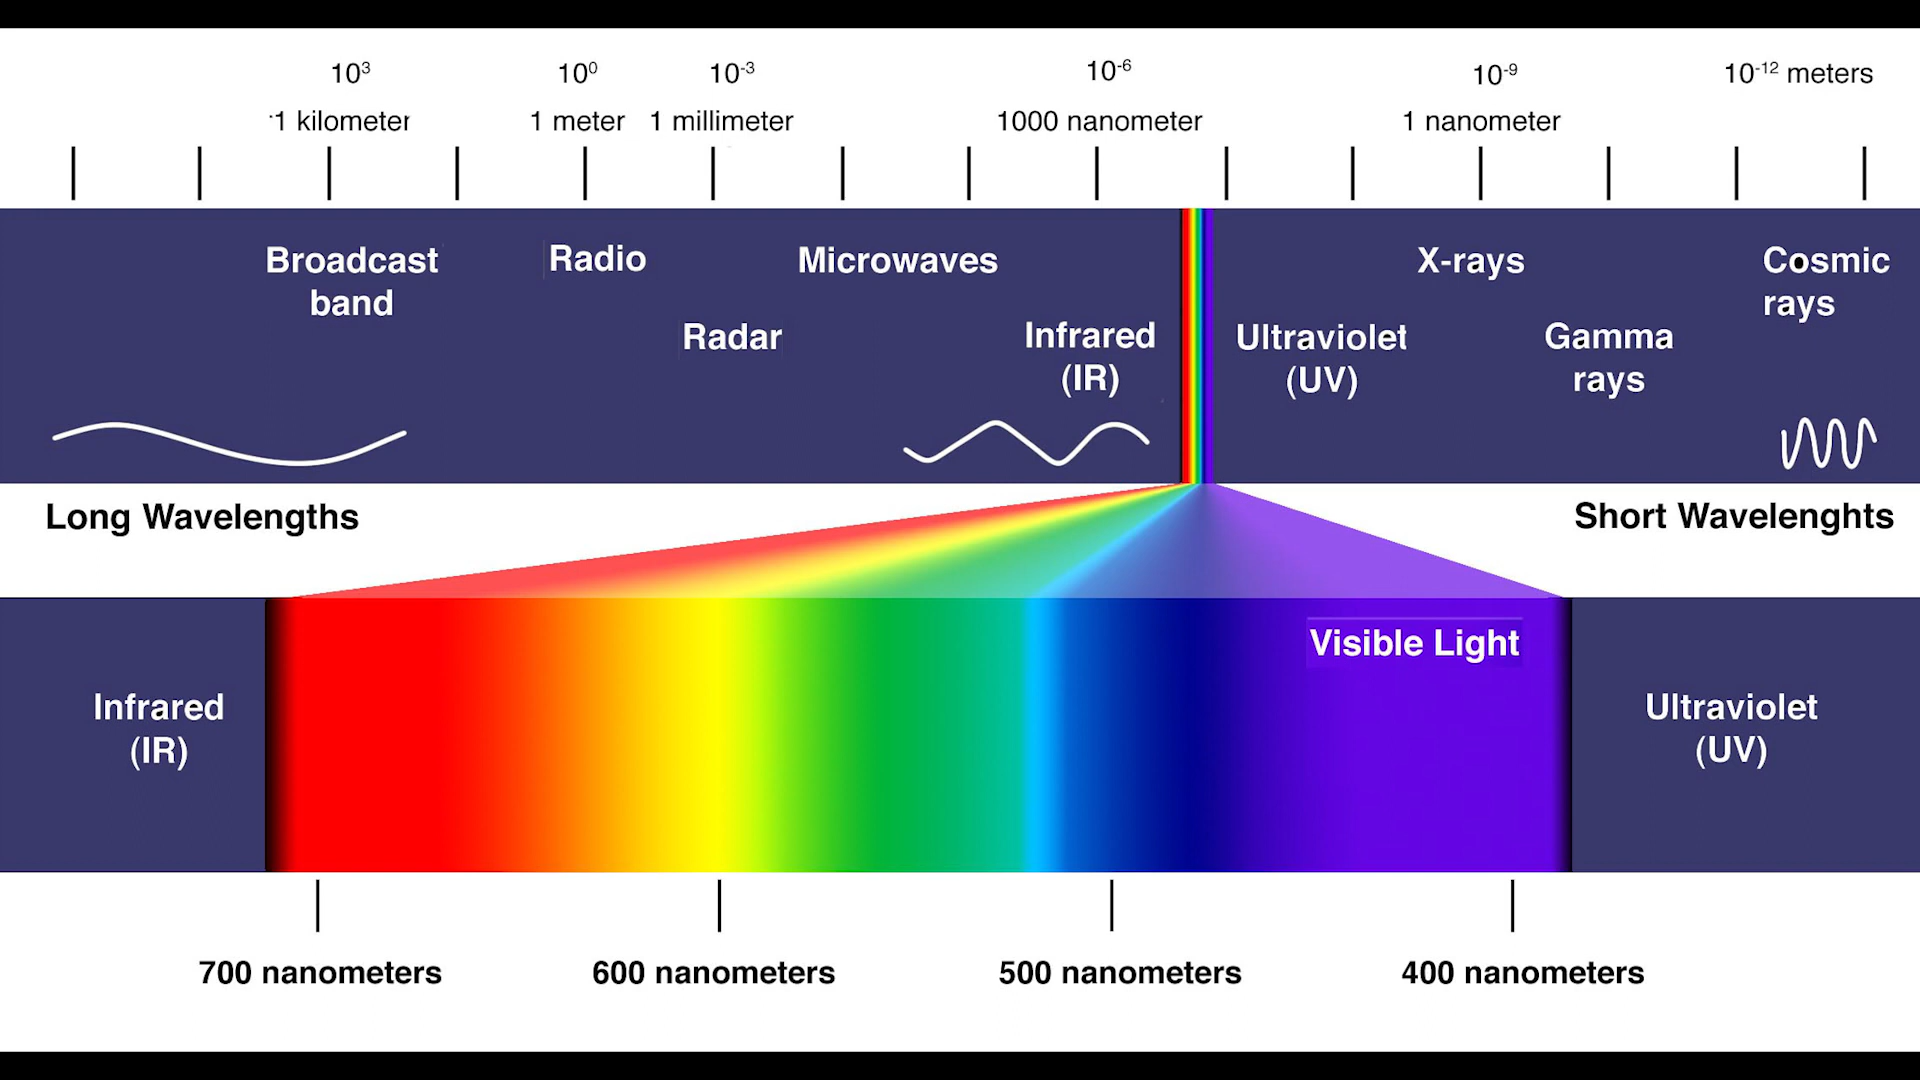 10³ 10⁰ 10⁻³ 10⁻⁶ 10⁻⁹ 10⁻¹² meters
1 kilometer 1 meter 1 millimeter 1000 nanometer 1 nanometer
Broadcast
band
Radio
Radar
Microwaves
Infrared
(IR)
Ultraviolet
(UV)
X-rays
Gamma
rays
Cosmic
rays
Long Wavelengths
Short Wavelenghts
Infrared
(IR)
Visible Light
Ultraviolet
(UV)
700 nanometers 600 nanometers 500 nanometers 400 nanometers